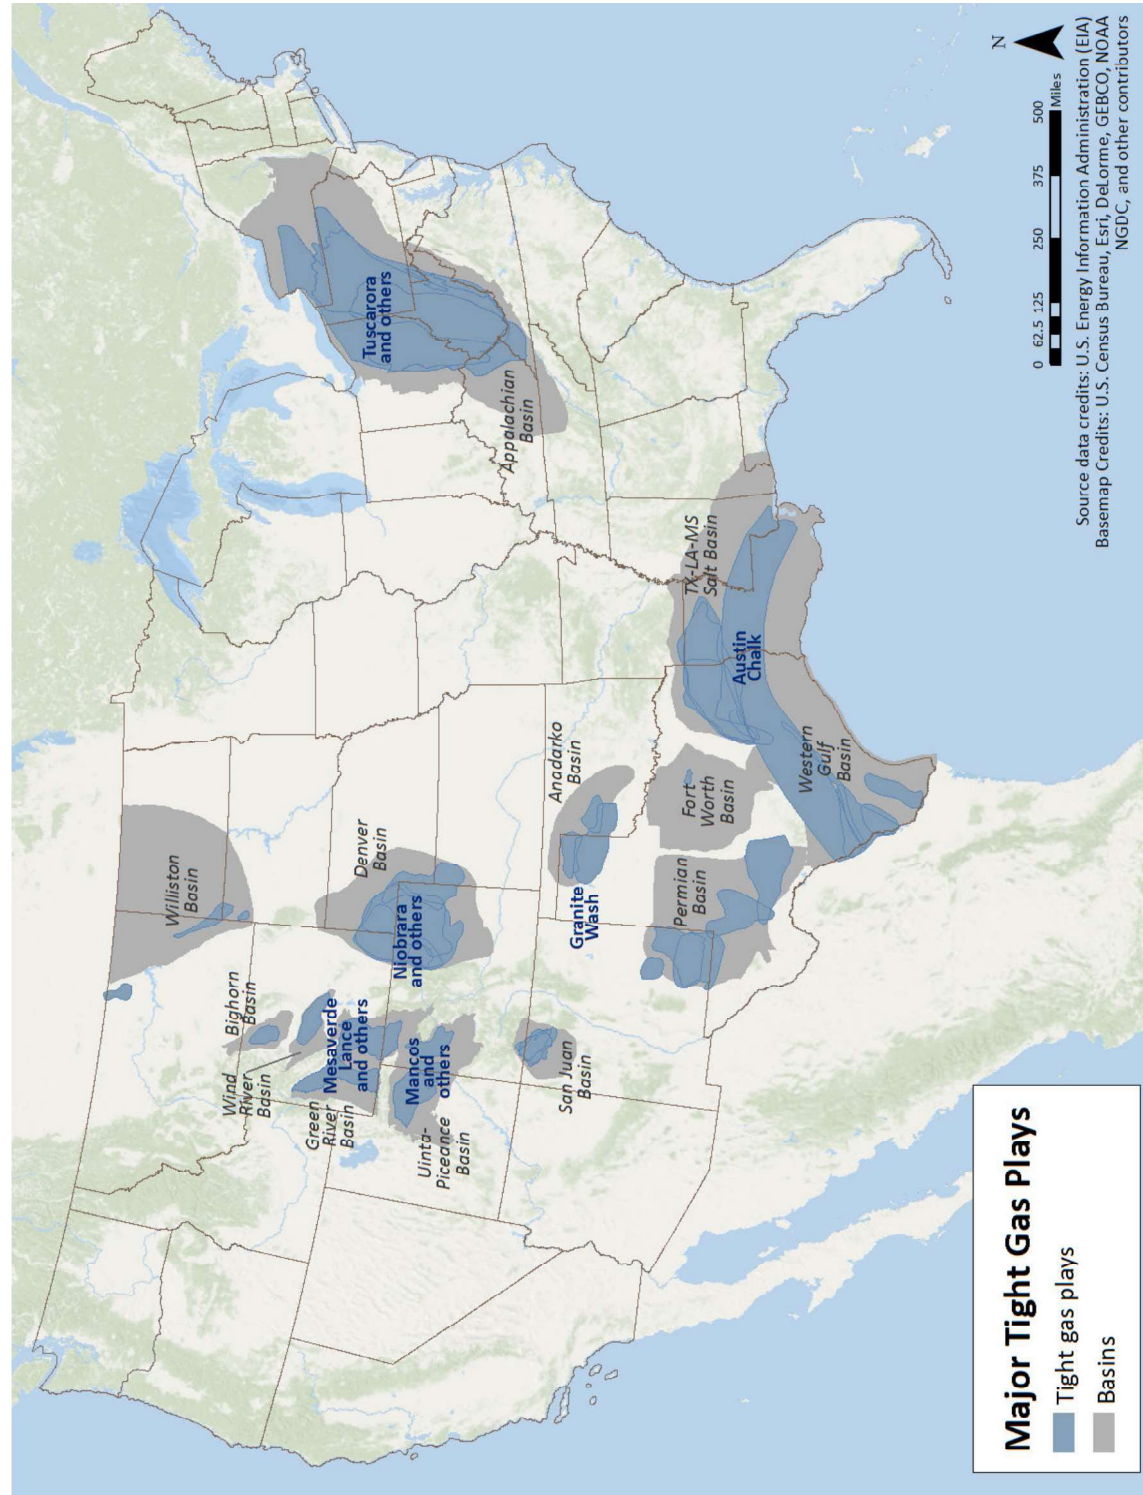 Williston
Basin
Bighorn
Basin
Wind
River
Basin
Green
River
Basin
Mesaverde
Lance
and others
Uinta-
Piceance
Basin
Mancos
and
others
Denver
Basin
Niobrara
and others
San Juan
Basin
Anadarko
Basin
Granite
Wash
Permian
Basin
Fort
Worth
Basin
TX-LA-MS
Salt Basin
Austin
Chalk
Western
Gulf
Basin
Tuscarora
and others
Appalachian
Basin
Major Tight Gas Plays
Tight gas plays
Basins
N
0 62.5 125 250 375 500
Miles
Source data credits: U.S. Energy Information Administration (EIA)
Basemap Credits: U.S. Census Bureau, Esri, DeLorme, GEBCO, NOAA
NGDC, and other contributors